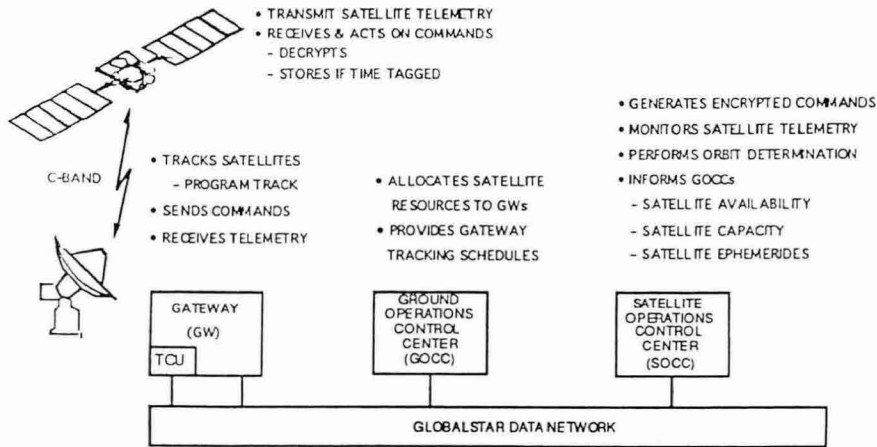 • TRANSMIT SATELLITE TELEMETRY
• RECEIVES & ACTS ON COMMANDS
– DECRYPTS
– STORES IF TIME TAGGED
C-BAND
• TRACKS SATELLITES
– PROGRAM TRACK
• SENDS COMMANDS
• RECEIVES TELEMETRY
• ALLOCATES SATELLITE
RESOURCES TO GWs
• PROVIDES GATEWAY
TRACKING SCHEDULES
• GENERATES ENCRYPTED COMMANDS
• MONITORS SATELLITE TELEMETRY
• PERFORMS ORBIT DETERMINATION
• INFORMS GOCCs
– SATELLITE AVAILABILITY
– SATELLITE CAPACITY
– SATELLITE EPHEMERIDES
GATEWAY
(GW)
TCU
GROUND
OPERATIONS
CONTROL
CENTER
(GOCC)
SATELLITE
OPERATIONS
CONTROL
CENTER
(SOCC)
GLOBALSTAR DATA NETWORK